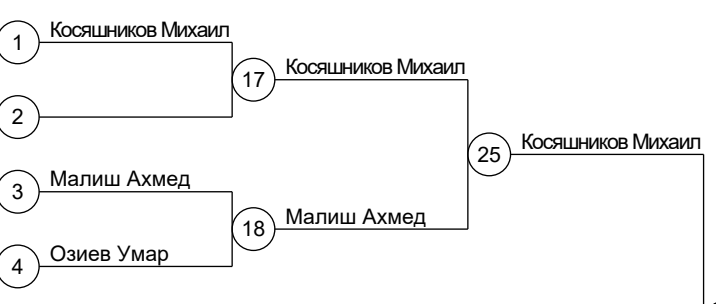 1 Косяшников Михаил
17 Косяшников Михаил
2
25 Косяшников Михаил
3 Малиш Ахмед
18 Малиш Ахмед
4 Озиев Умар